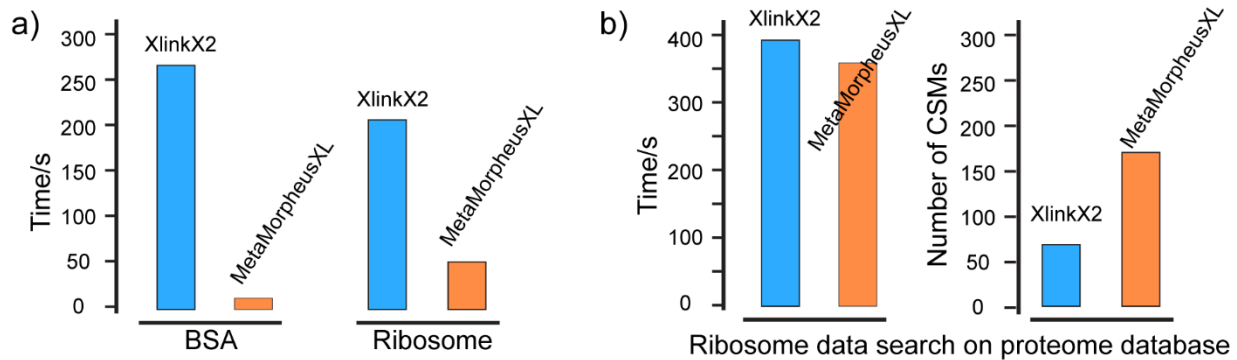 a)
Time/s
300
250
200
150
100
50
0
XlinkX2
MetaMorpheusXL
XlinkX2
MetaMorpheusXL
BSA
Ribosome
b)
Time/s
400
300
200
100
0
XlinkX2
MetaMorpheusXL
Number of CSMs
300
250
200
150
100
50
0
XlinkX2
MetaMorpheusXL
Ribosome data search on proteome database